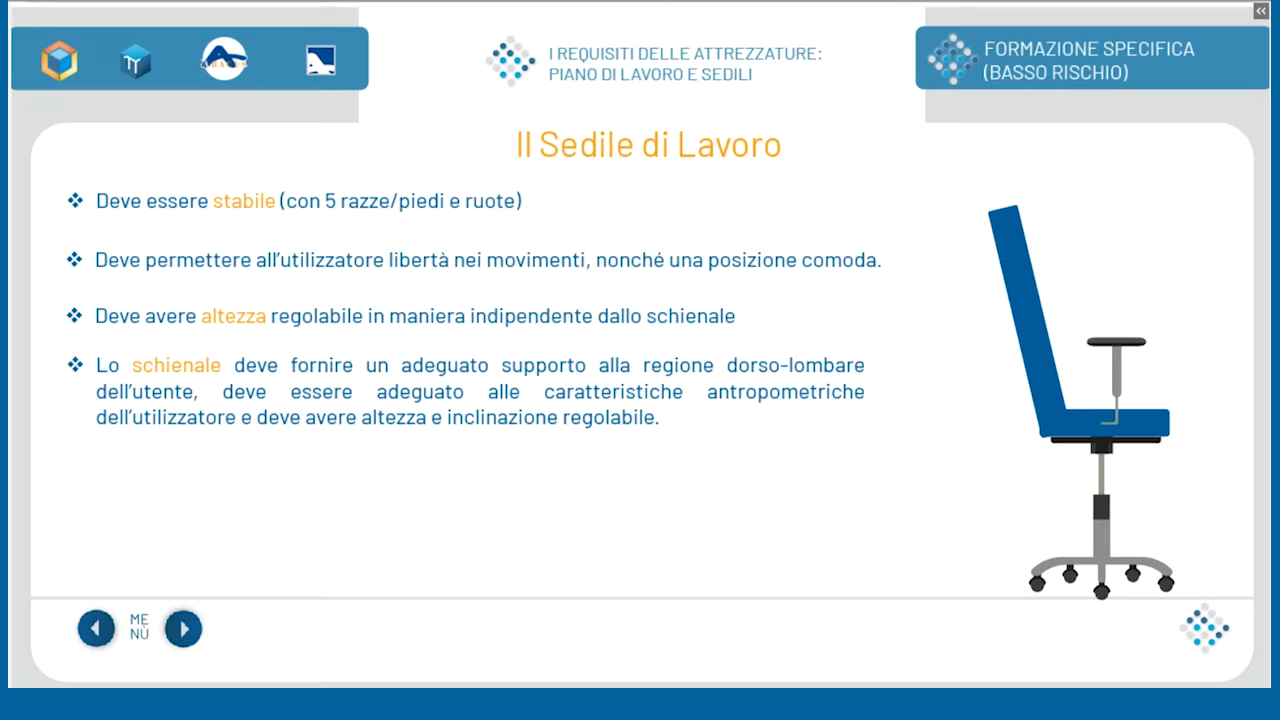 I REQUISITI DELLE ATTREZZATURE:
PIANO DI LAVORO E SEDILI
FORMAZIONE SPECIFICA
(BASSO RISCHIO)
Il Sedile di Lavoro
❖ Deve essere stabile (con 5 razze/piedi e ruote)
❖ Deve permettere all’utilizzatore libertà nei movimenti, nonché una posizione comoda.
❖ Deve avere altezza regolabile in maniera indipendente dallo schienale
❖ Lo schienale deve fornire un adeguato supporto alla regione dorso-lombare
dell’utente, deve essere adeguato alle caratteristiche antropometriche
dell’utilizzatore e deve avere altezza e inclinazione regolabile.
ME
NÙ